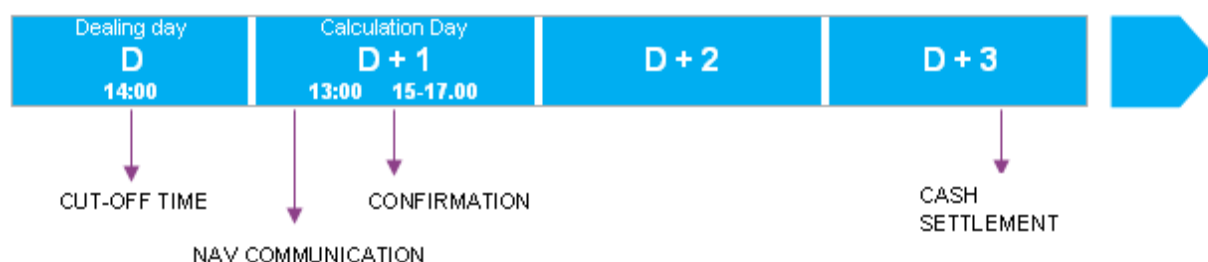 Dealing day
D
14:00
Calculation Day
D + 1
13:00 15-17.00
D + 2
D + 3
CUT-OFF TIME
CONFIRMATION
NAV COMMUNICATION
CASH
SETTLEMENT